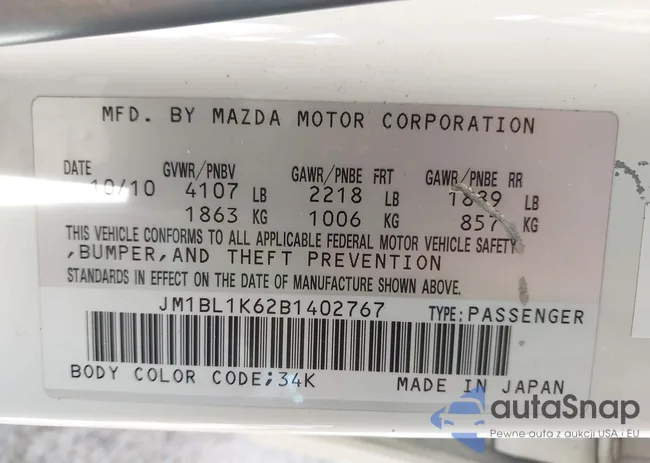 MFD. BY MAZDA MOTOR CORPORATION
DATE GVWR/PNBV GAWR/PNBE FRT GAWR/PNBE RR
10/10 4107 LB 2218 LB 1889 LB
1863 KG 1006 KG 857 KG
THIS VEHICLE CONFORMS TO ALL APPLICABLE FEDERAL MOTOR VEHICLE SAFETY
,BUMPER,AND THEFT PREVENTION
STANDARDS IN EFFECT ON THE DATE OF MANUFACTURE SHOWN ABOVE.
JM1BL1K62B1402767 TYPE:PASSENGER
BODY COLOR CODE;34K MADE IN JAPAN
autaSnap
Pewne auta z aukcji USA i EU